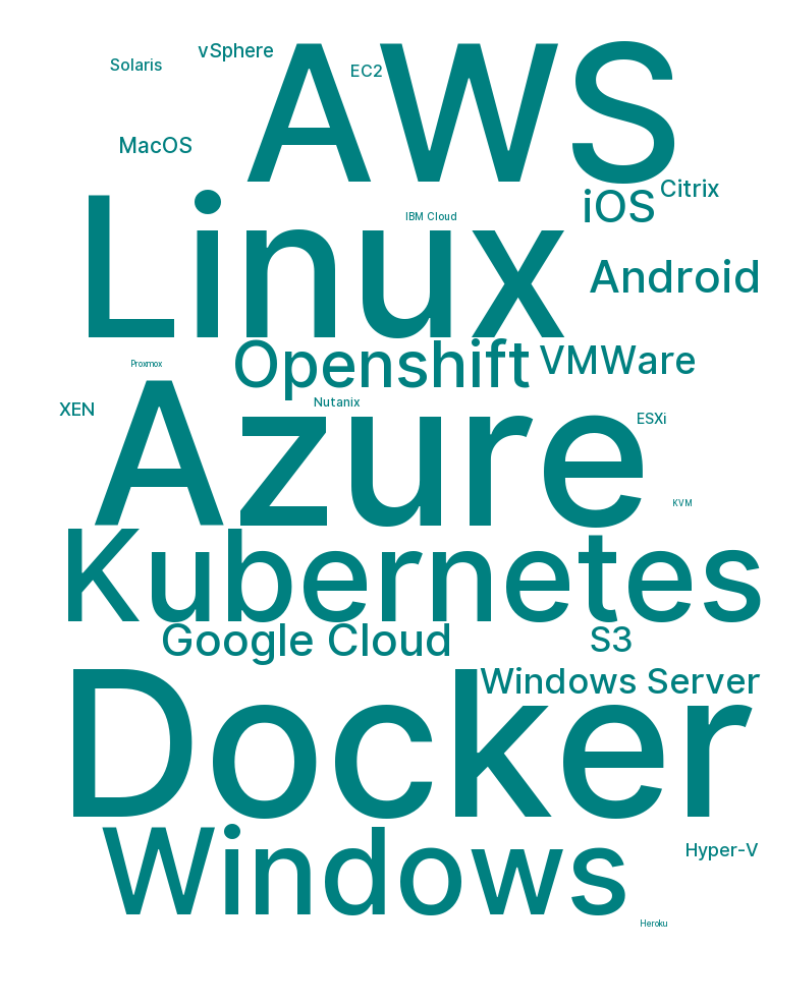 vSphere
Solaris
EC2
AWS
MacOS
Citrix
iOS
IBM Cloud
Linux
Android
Openshift
VMWare
Proxmox
Nutanix
XEN
ESXi
Azure
KVM
Kubernetes
Google Cloud
S3
Windows Server
Docker
Windows
Hyper-V
Heroku